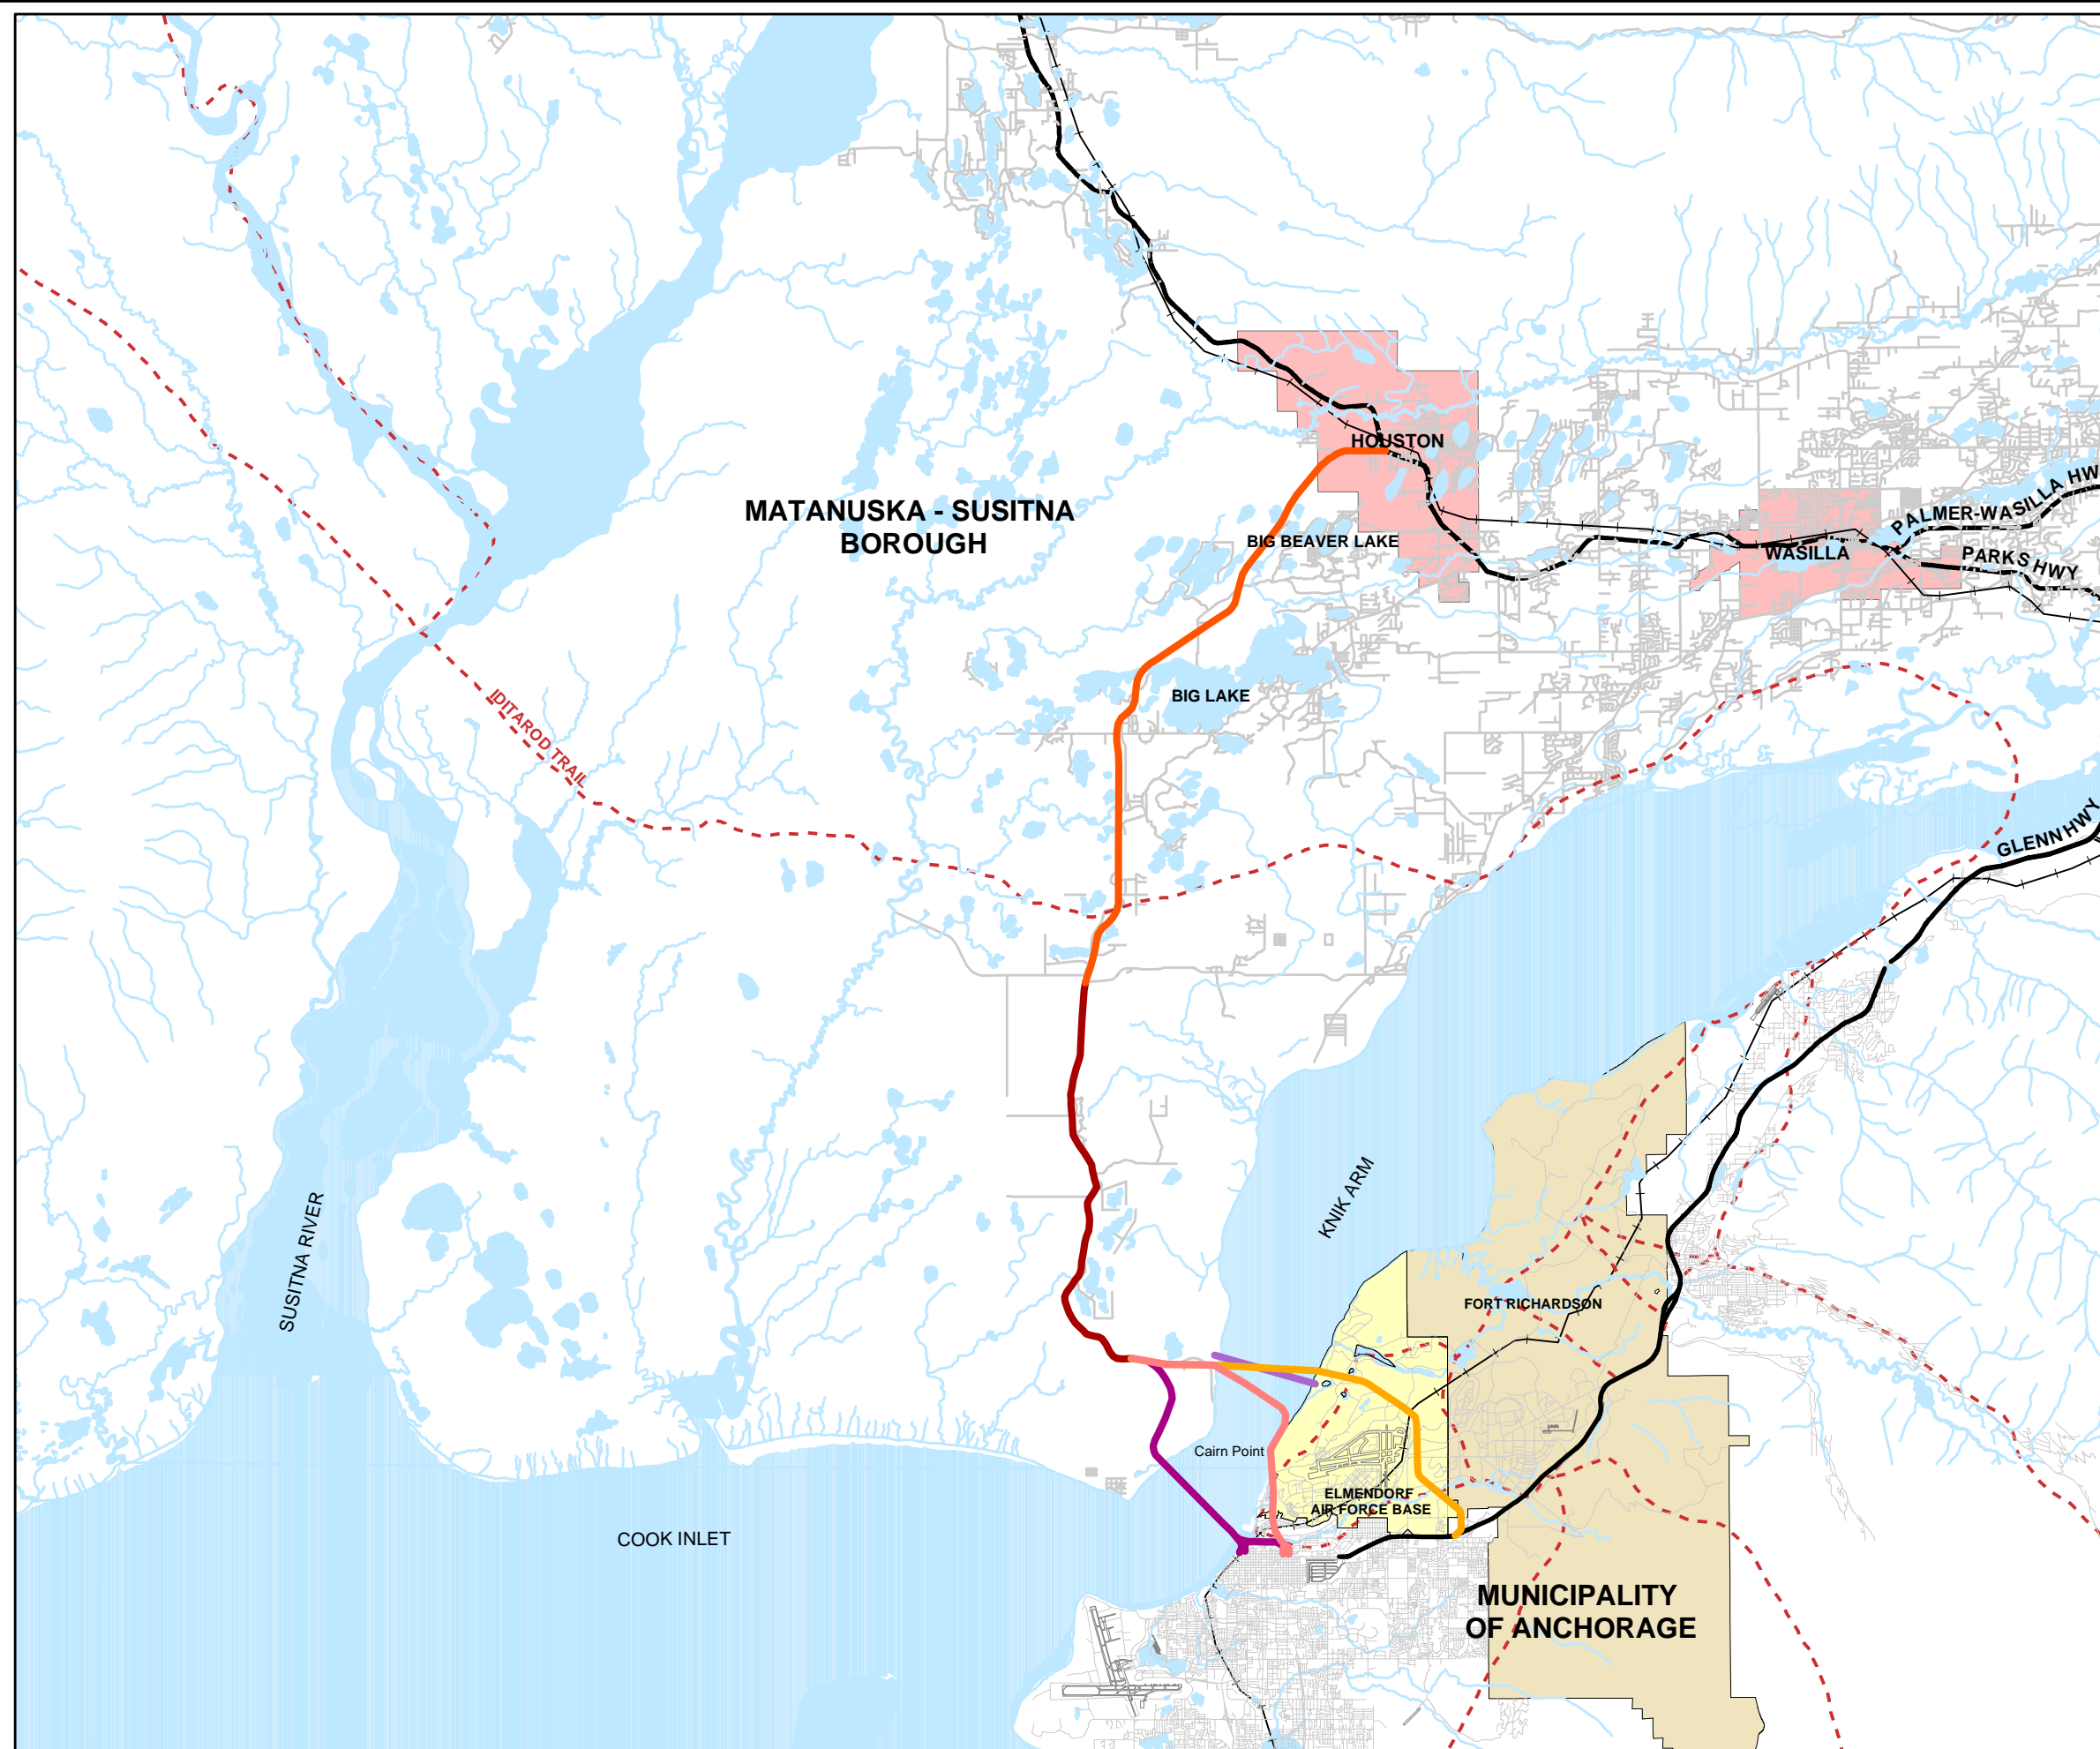 HOUSTON
PALMER-WASILLA HW
MATANUSKA - SUSITNA
BOROUGH
BIG BEAVER LAKE
WASILLA
PARKS HWY
BIG LAKE
IDITAROD TRAIL
GLENN HWY
KNIK ARM
SUSITNA RIVER
FORT RICHARDSON
Cairn Point
ELMENDORF
AIR FORCE BASE
COOK INLET
MUNICIPALITY
OF ANCHORAGE